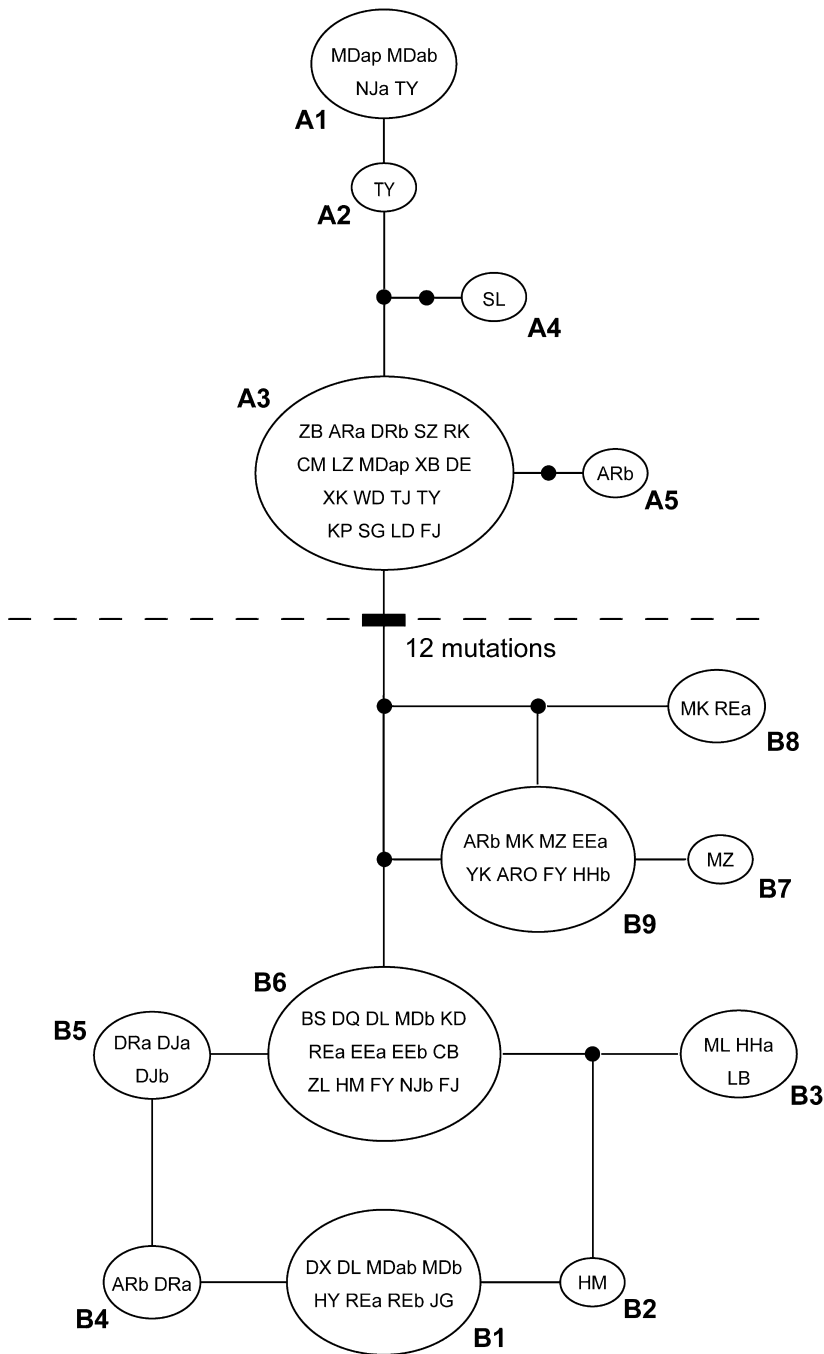 MDap MDab
NJa TY
A1
TY
A2
SL
A4
A3
ZB ARa DRb SZ RK
CM LZ MDap XB DE
XK WD TJ TY
KP SG LD FJ
ARb
A5
12 mutations
MK REa
B8
ARb MK MZ EEa
YK ARO FY HHb
B9
MZ
B7
B6
BS DQ DL MDb KD
REa EEa EEb CB
ZL HM FY NJb FJ
B5
DRa DJa
DJb
ML HHa
LB
B3
ARb DRa
B4
DX DL MDab MDb
HY REa REb JG
B1
HM
B2